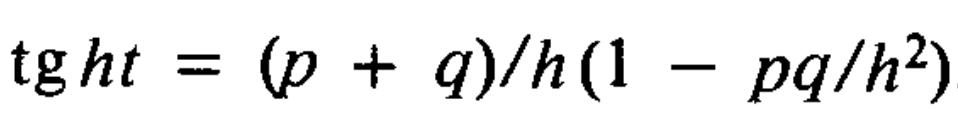 tg ht = (p + q)/h(1 − pq/h²)